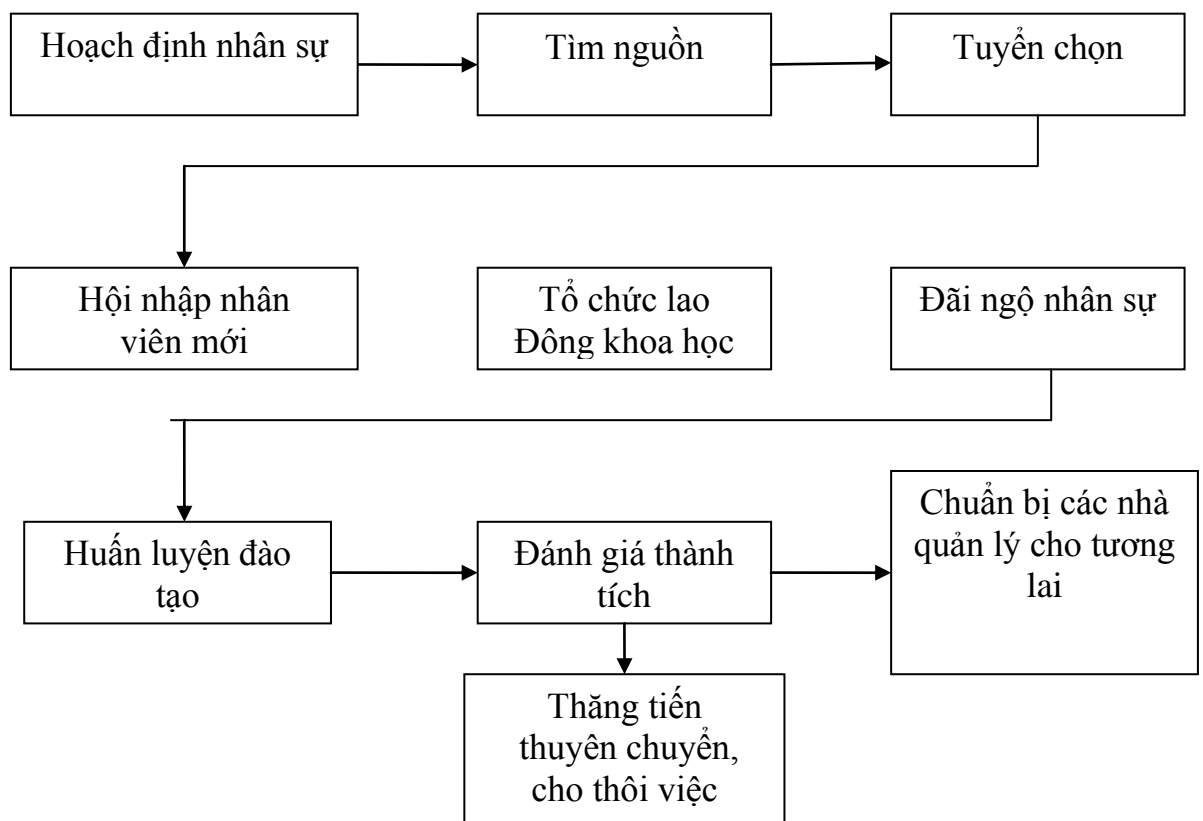 Hoạch định nhân sự
Tìm nguồn
Tuyển chọn
Hội nhập nhân
viên mới
Tổ chức lao
Đông khoa học
Đãi ngộ nhân sự
Huấn luyện đào
tạo
Đánh giá thành
tích
Chuẩn bị các nhà
quản lý cho tương
lai
Thăng tiến
thuyên chuyển,
cho thôi việc